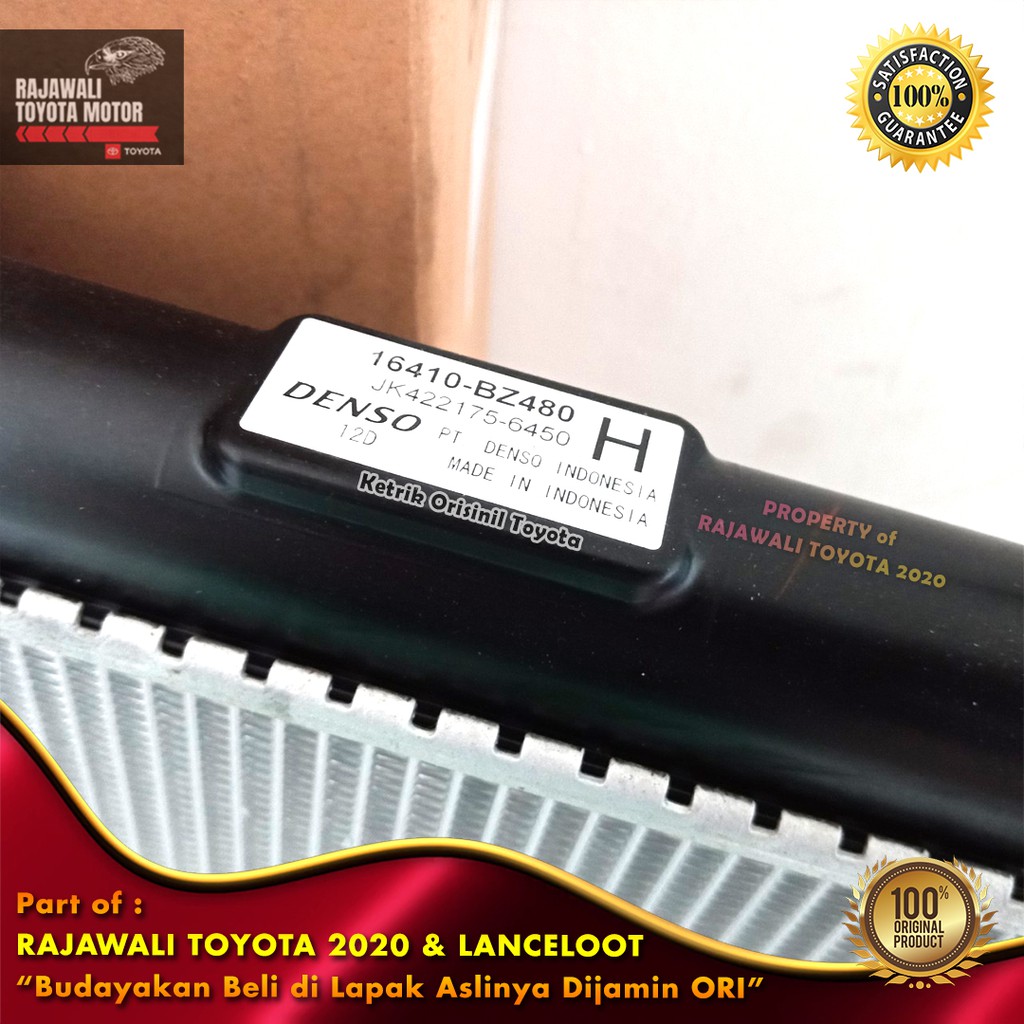 RAJAWALI
TOYOTA MOTOR
TOYOTA
SATISFACTION
100%
GUARANTEE
16410-BZ480
JK422175-6450
H
DENSO
PT DENSO INDONESIA
12D
MADE IN INDONESIA
Ketrik Orisinil Toyota
PROPERTY of
RAJAWALI TOYOTA 2020
100%
ORIGINAL
PRODUCT
Part of :
RAJAWALI TOYOTA 2020 & LANCELOOT
“Budayakan Beli di Lapak Aslinya Dijamin ORI”